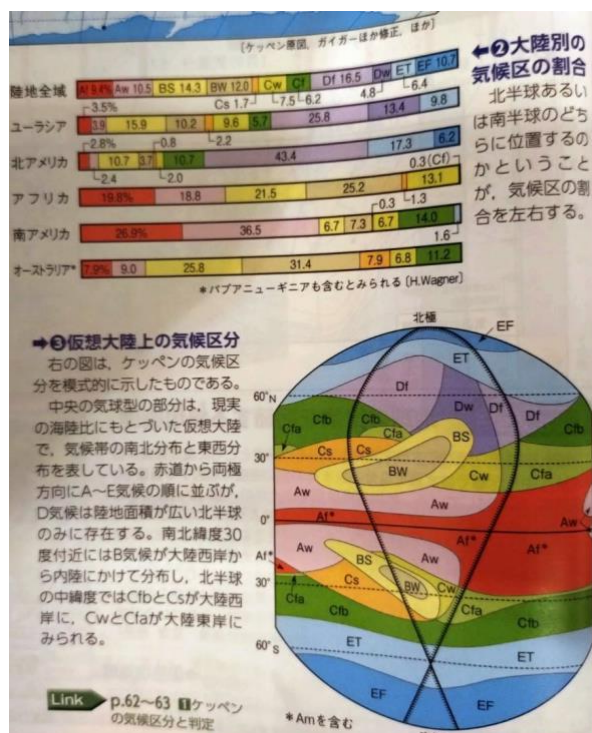 〔ケッペン原図，ガイガーほか修正，ほか〕
←❷大陸別の
気候区の割合
北半球あるい
は南半球のどち
らに位置するの
かということ
が，気候区の割
合を左右する。
陸地全域 Af 9.4% Aw 10.5 BS 14.3 BW 12.0 Cw Cf Df 16.5 Dw ET EF 10.7
Cs 1.7 7.5 6.2 4.8 6.4
3.5%
ユーラシア 3.9 15.9 10.2 9.6 5.7 25.8 13.4 9.8
2.2
2.8% 0.8
北アメリカ 10.7 3.7 10.7 43.4 17.3 6.2
2.4 2.0
0.3(Cf)
アフリカ 19.8% 18.8 21.5 25.2 13.1
1.3
0.3
南アメリカ 26.9% 36.5 6.7 7.3 6.7 14.0
1.6
オーストラリア* 7.9% 9.0 25.8 31.4 7.9 6.8 11.2
*パプアニューギニアも含むとみられる〔H.Wagner〕
➡❸仮想大陸上の気候区分
右の図は，ケッペンの気候区
分を模式的に示したものである。
中央の気球型の部分は，現実
の海陸比にもとづいた仮想大陸
で，気候帯の南北分布と東西分
布を表している。赤道から両極
方向にA～E気候の順に並ぶが，
D気候は陸地面積が広い北半球
のみに存在する。南北緯度30
度付近にはB気候が大陸西岸か
ら内陸にかけて分布し，北半球
の中緯度ではCfbとCsが大陸西
岸に，CwとCfaが大陸東岸に
みられる。
Link p.62～63 1 ケッペン
の気候区分と判定
北極
EF
ET
Df
60°N
Dw Df Df
Cfb Cfb Cfb
Cfa Cfa BS
Cs Cs
30°
BW Cw Cfa
Aw Aw
0° Af* Aw
Af* Af*
Af* Aw BS Aw
30° Cs BW Cw
Cfa Cfb Cfa Cfb
60°S ET ET
EF EF
*Amを含む